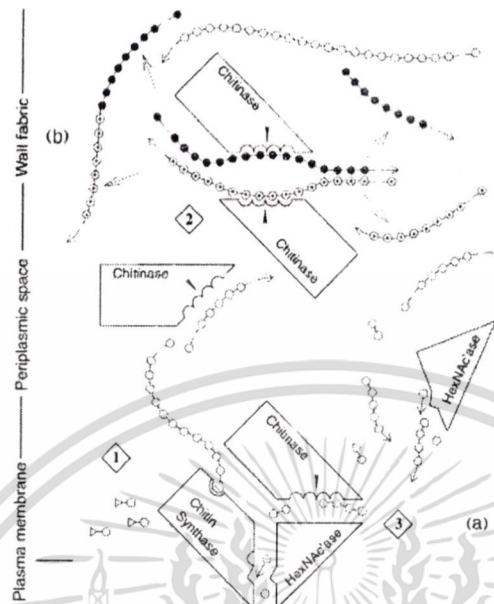 Wall fabric
Periplasmic space
Plasma membrane
(b)
Chitinase
2
Chitinase
Chitinase
HexNAc'ase
1
Chitinase
Chitin
Synthase
HexNAc'ase
3
(a)